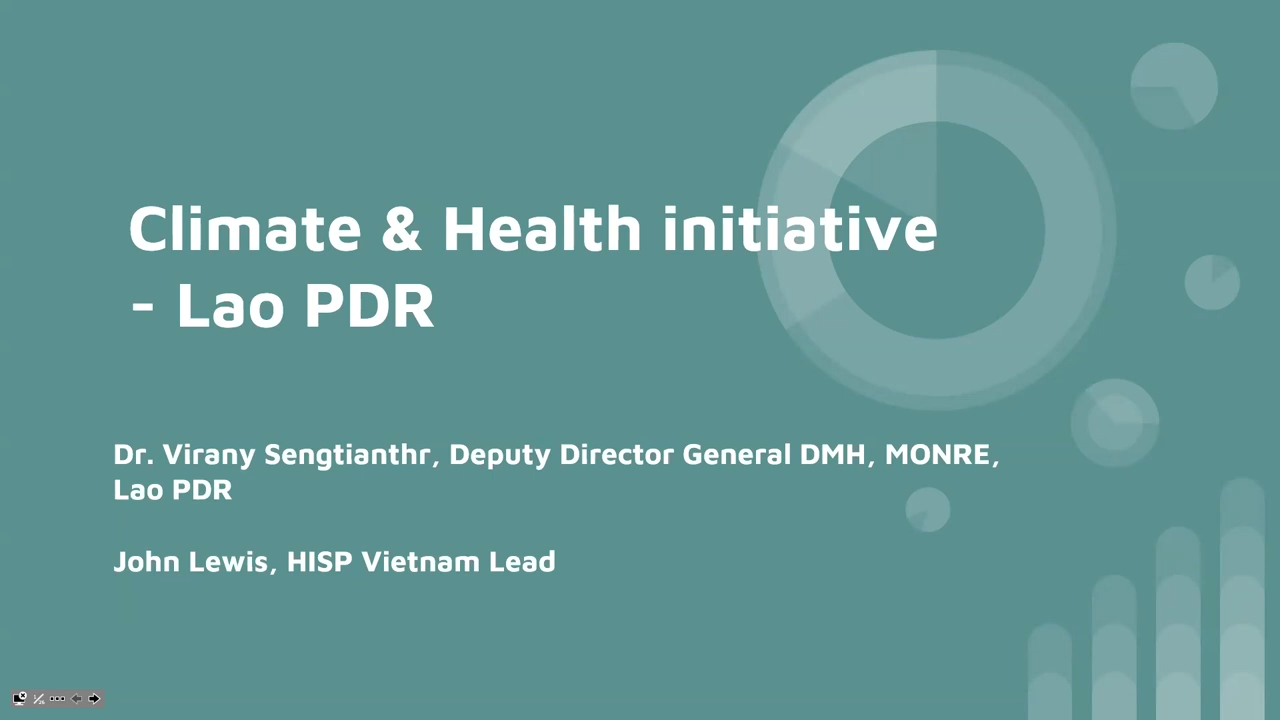 Climate & Health initiative
- Lao PDR
Dr. Virany Sengtianthr, Deputy Director General DMH, MONRE,
Lao PDR
John Lewis, HISP Vietnam Lead